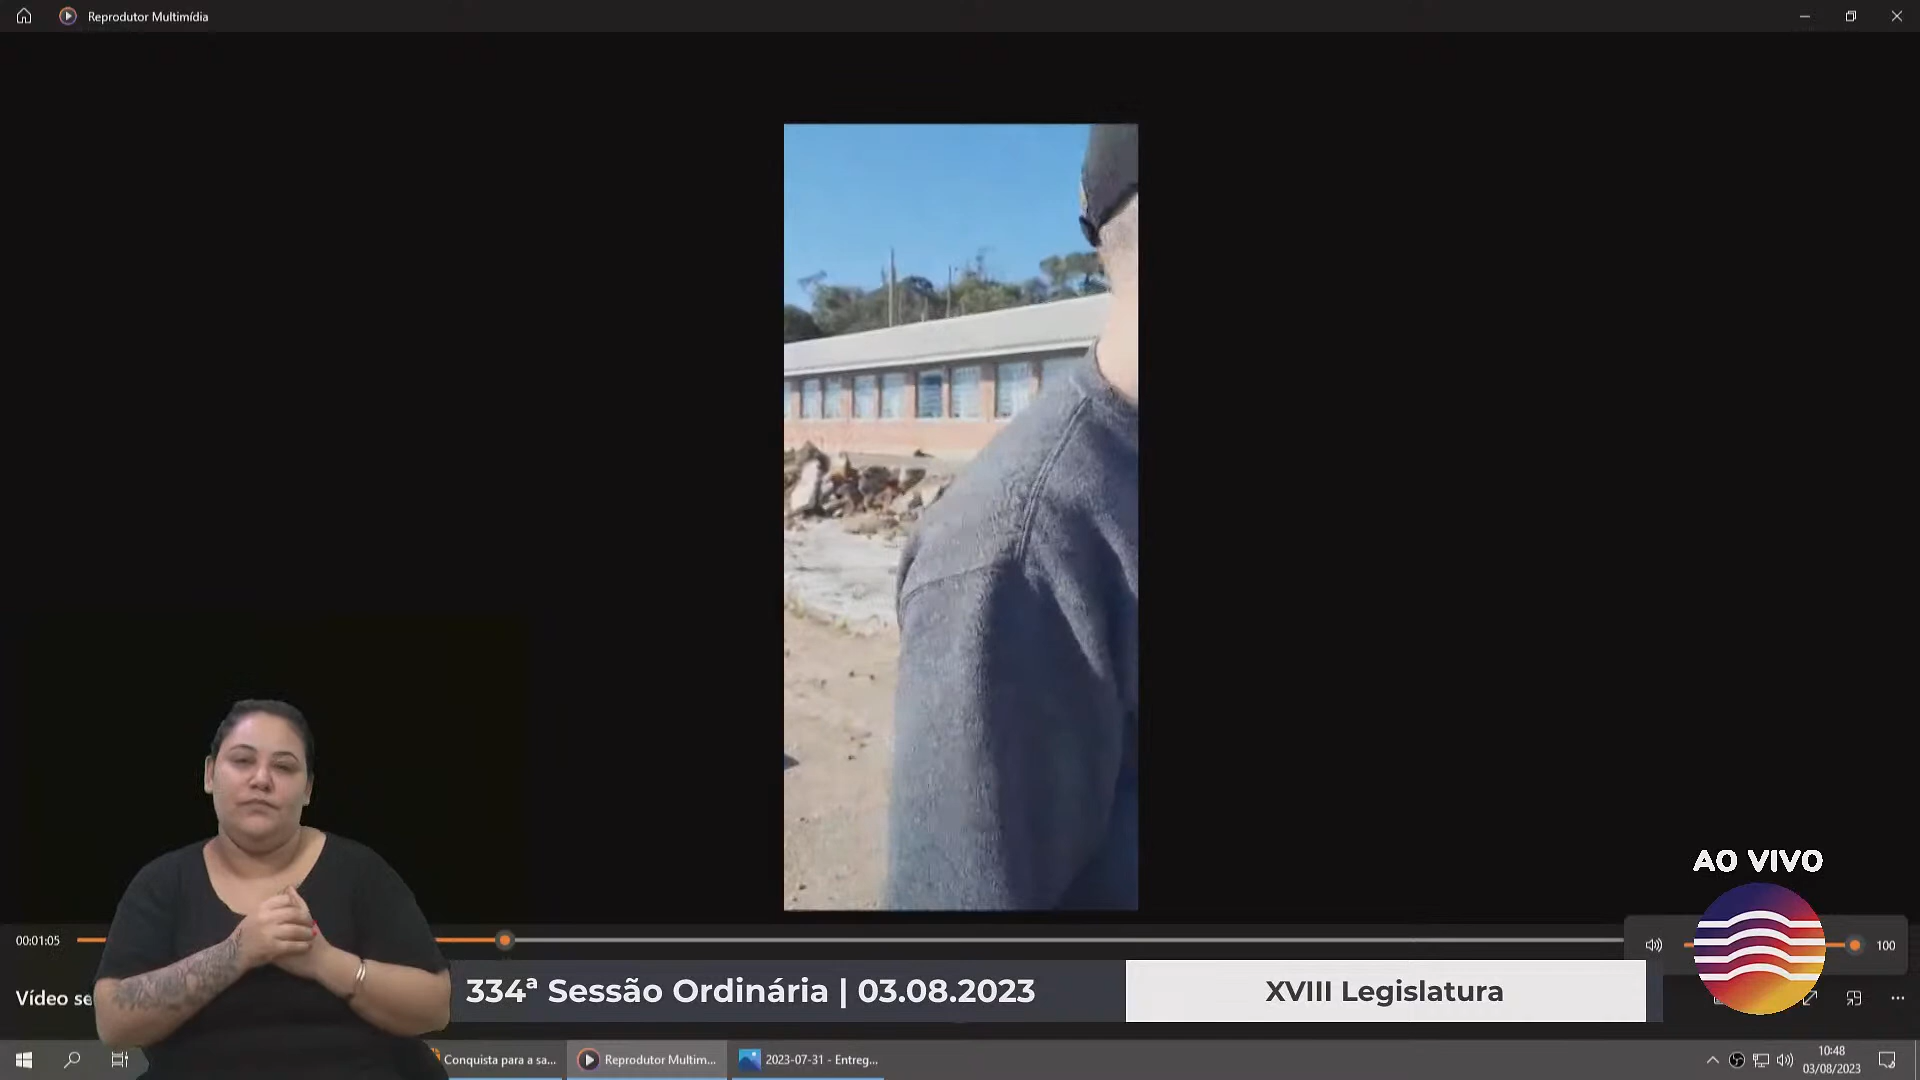 Reprodutor Multimídia
AO VIVO
00:01:05
100
Vídeo se
334ª Sessão Ordinária | 03.08.2023
XVIII Legislatura
Conquista para a sa...
Reprodutor Multim...
2023-07-31 - Entreg...
10:48
03/08/2023